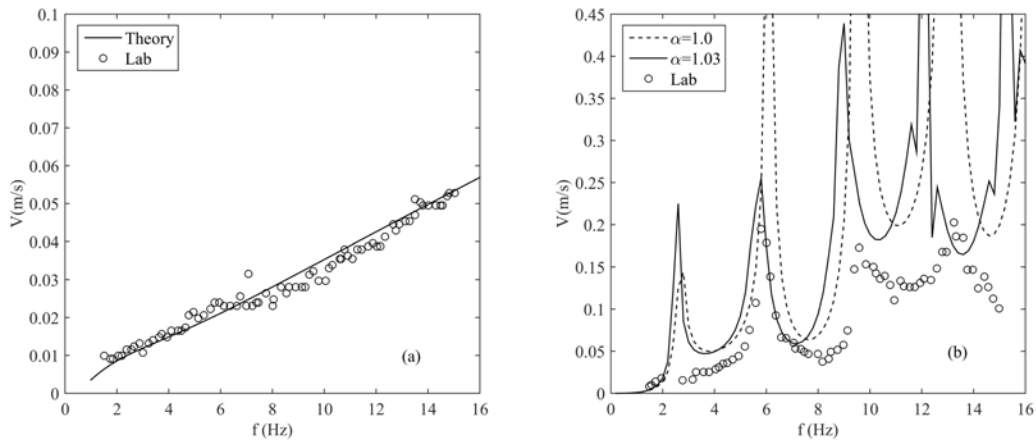 0.1
0.09
0.08
0.07
0.06
0.05
0.04
0.03
0.02
0.01
0
V(m/s)
Theory
Lab
(a)
0 2 4 6 8 10 12 14 16
f (Hz)
0.45
0.4
0.35
0.3
0.25
0.2
0.15
0.1
0.05
0
V(m/s)
α=1.0
α=1.03
Lab
(b)
0 2 4 6 8 10 12 14 16
f (Hz)